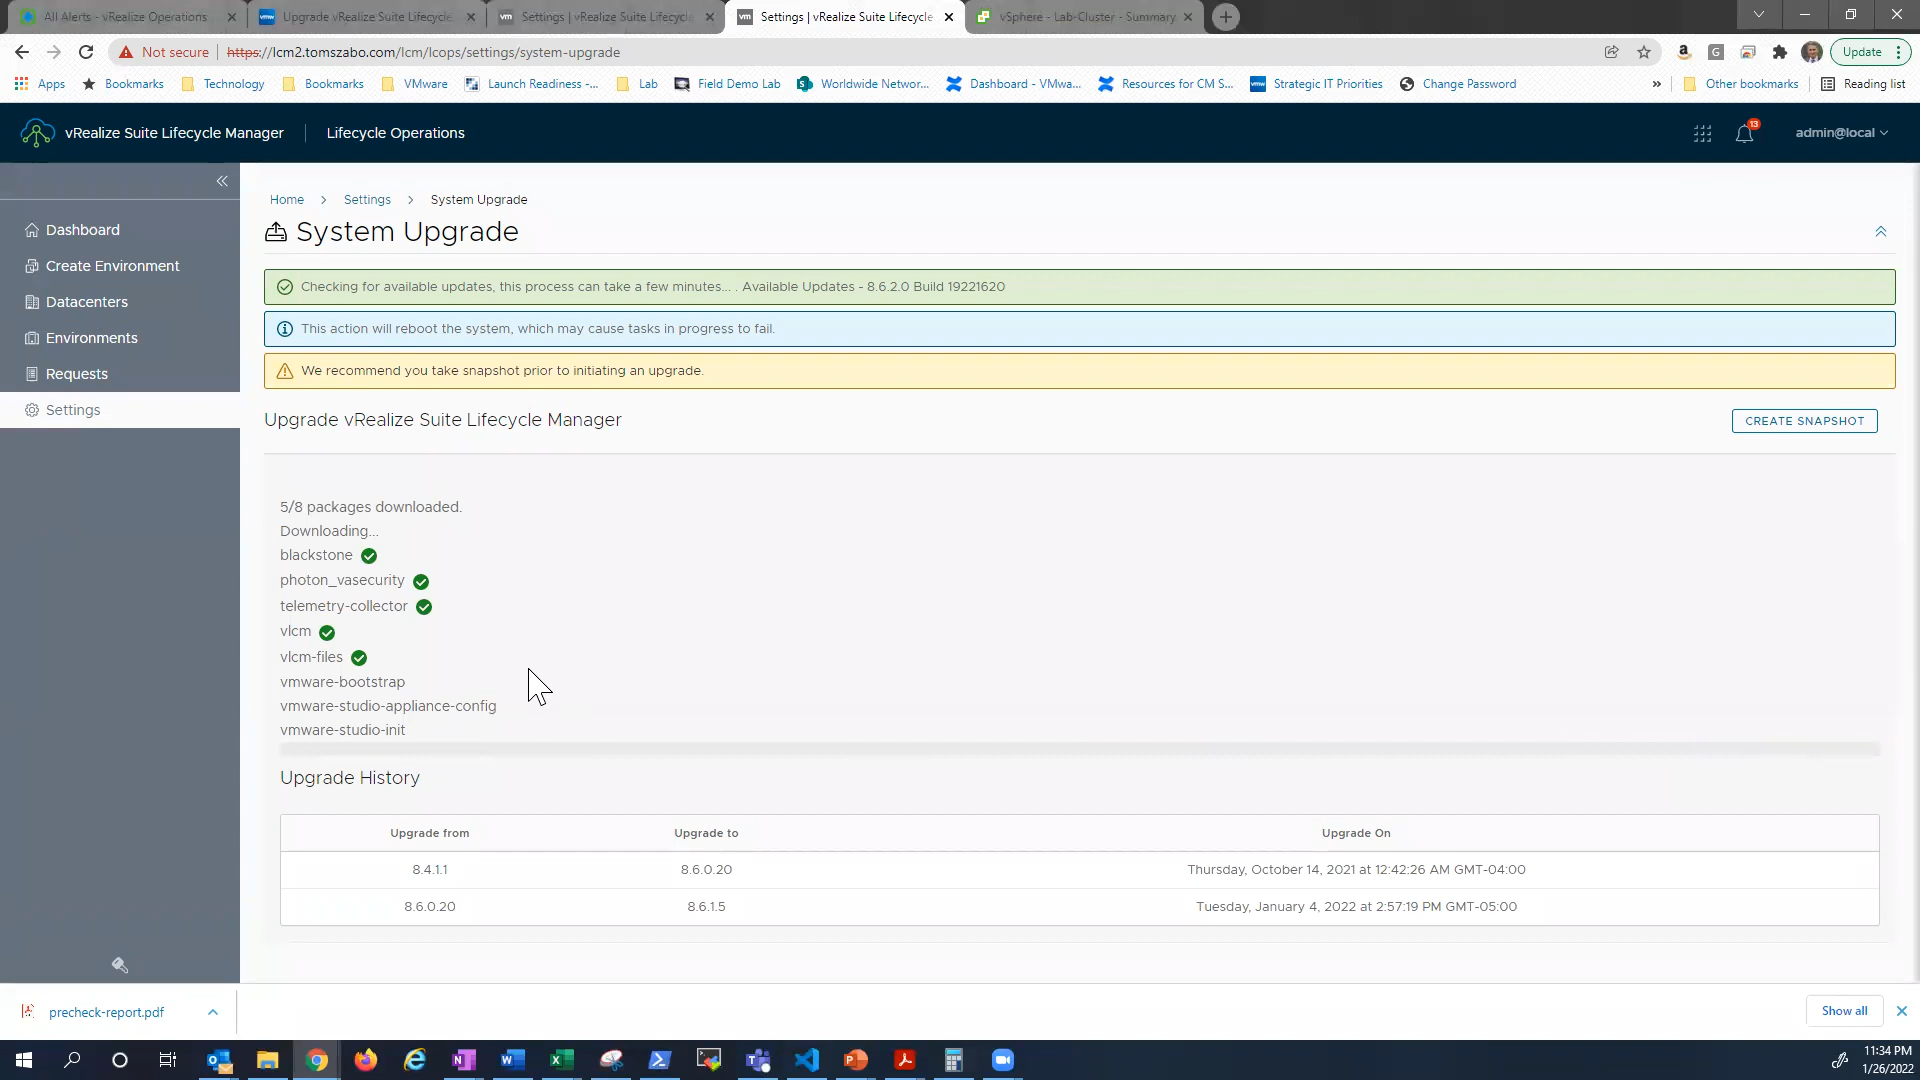 All Alerts - vRealize Operations
Upgrade vRealize Suite Lifecycle
Settings | vRealize Suite Lifecycle
Settings | vRealize Suite Lifecycle
vSphere - Lab-Cluster - Summary
Not secure
https://lcm2.tomszabo.com/lcm/lcops/settings/system-upgrade
Update
Apps
Bookmarks
Technology
Bookmarks
VMware
Launch Readiness -...
Lab
Field Demo Lab
Worldwide Networ...
Dashboard - VMwa...
Resources for CM S...
Strategic IT Priorities
Change Password
»
Other bookmarks
Reading list
vRealize Suite Lifecycle Manager
Lifecycle Operations
13
admin@local
Dashboard
Create Environment
Datacenters
Environments
Requests
Settings
Home > Settings > System Upgrade
System Upgrade
Checking for available updates, this process can take a few minutes... . Available Updates - 8.6.2.0 Build 19221620
This action will reboot the system, which may cause tasks in progress to fail.
We recommend you take snapshot prior to initiating an upgrade.
Upgrade vRealize Suite Lifecycle Manager
CREATE SNAPSHOT
5/8 packages downloaded.
Downloading...
blackstone
photon_vasecurity
telemetry-collector
vlcm
vlcm-files
vmware-bootstrap
vmware-studio-appliance-config
vmware-studio-init
Upgrade History
Upgrade from Upgrade to Upgrade On
8.4.1.1 8.6.0.20 Thursday, October 14, 2021 at 12:42:26 AM GMT-04:00
8.6.0.20 8.6.1.5 Tuesday, January 4, 2022 at 2:57:19 PM GMT-05:00
precheck-report.pdf
Show all
11:34 PM
1/26/2022